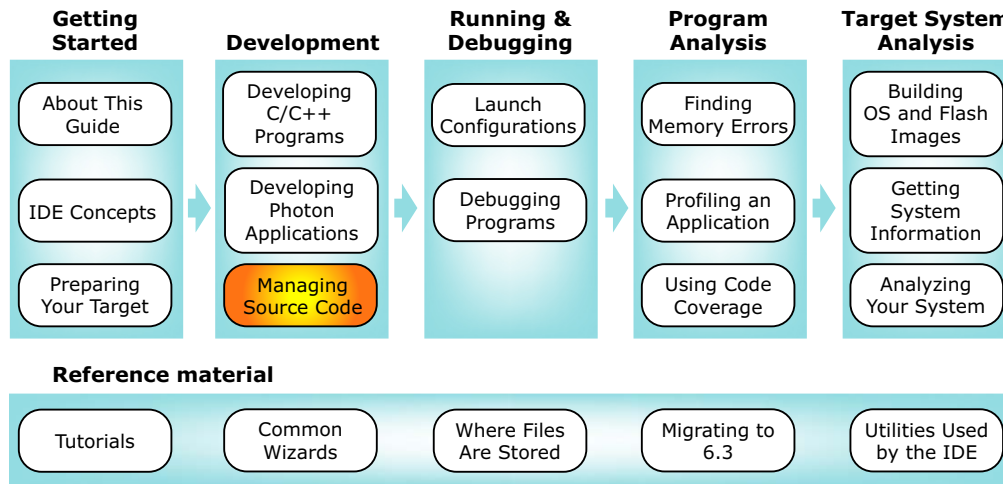 Getting
Started
About This
Guide
IDE Concepts
Preparing
Your Target
Development
Developing
C/C++
Programs
Developing
Photon
Applications
Managing
Source Code
Running &
Debugging
Launch
Configurations
Debugging
Programs
Program
Analysis
Finding
Memory Errors
Profiling an
Application
Using Code
Coverage
Target System
Analysis
Building
OS and Flash
Images
Getting
System
Information
Analyzing
Your System
Reference material
Tutorials
Common
Wizards
Where Files
Are Stored
Migrating to
6.3
Utilities Used
by the IDE